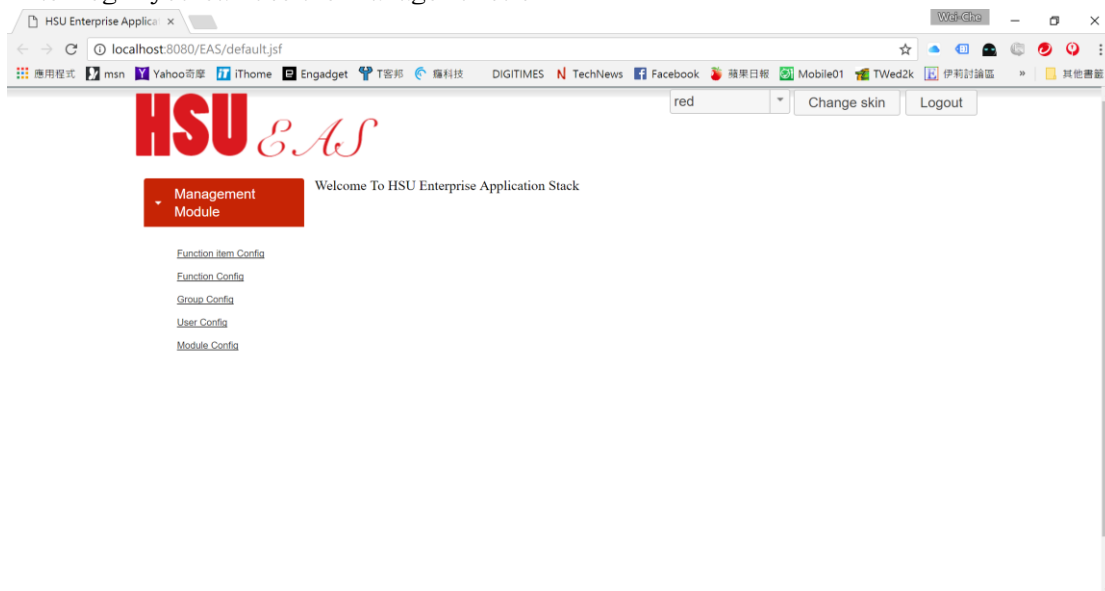 HSU Enterprise Applicat
Wei-Che
localhost:8080/EAS/default.jsf
應用程式 msn Yahoo奇摩 iThome Engadget T客邦 癮科技 DIGITIMES TechNews Facebook 蘋果日報 Mobile01 TWed2k 伊莉討論區 » 其他書籤
red Change skin Logout
HSU EAS
Management
Module
Welcome To HSU Enterprise Application Stack
Function item Config
Function Config
Group Config
User Config
Module Config